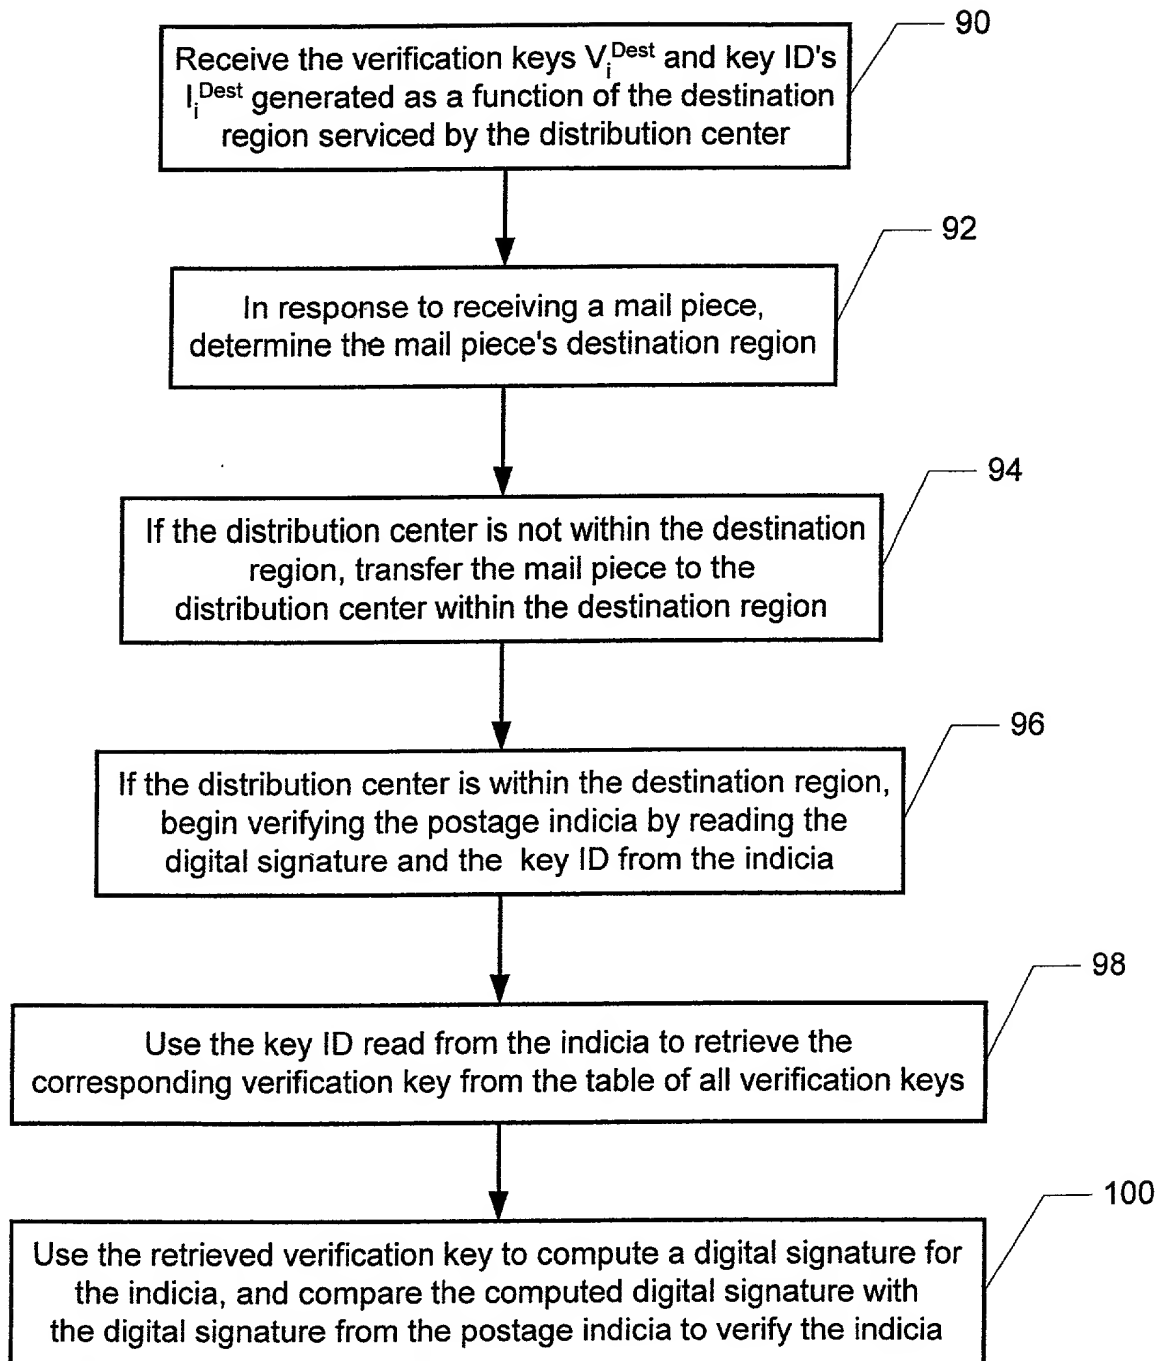 90
Receive the verification keys V_i^Dest and key ID's
I_i^Dest generated as a function of the destination
region serviced by the distribution center
92
In response to receiving a mail piece,
determine the mail piece's destination region
94
If the distribution center is not within the destination
region, transfer the mail piece to the
distribution center within the destination region
96
If the distribution center is within the destination region,
begin verifying the postage indicia by reading the
digital signature and the key ID from the indicia
98
Use the key ID read from the indicia to retrieve the
corresponding verification key from the table of all verification keys
100
Use the retrieved verification key to compute a digital signature for
the indicia, and compare the computed digital signature with
the digital signature from the postage indicia to verify the indicia